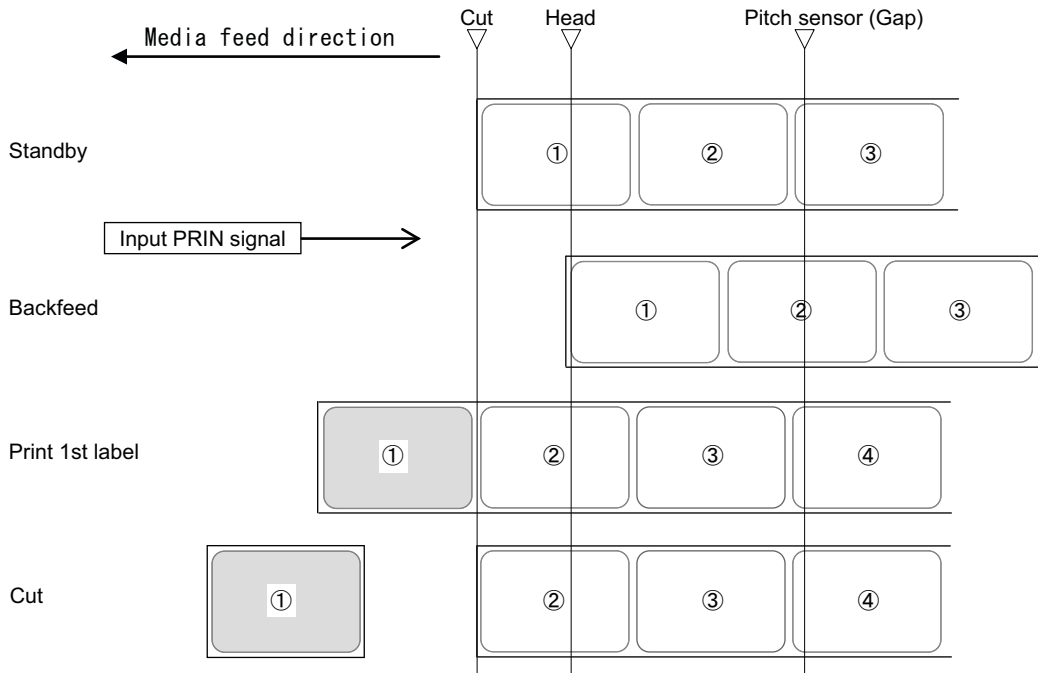 Cut Head Pitch sensor (Gap)
Media feed direction
Standby ① ② ③
Input PRIN signal
Backfeed ① ② ③
Print 1st label ① ② ③ ④
Cut ① ② ③ ④